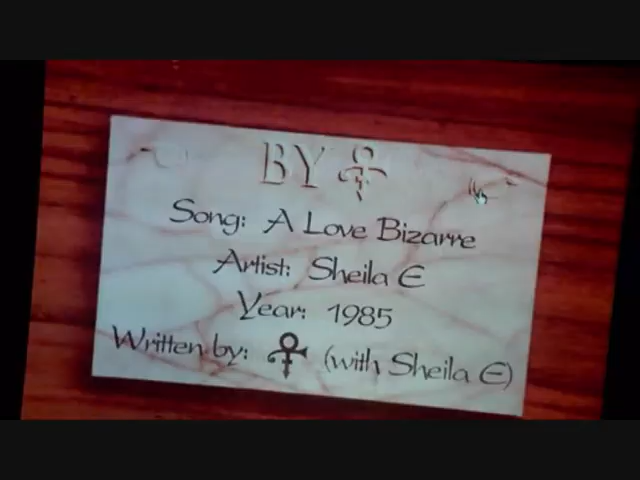 BY
Song: A Love Bizarre
Artist: Sheila E
Year: 1985
Written by: (with Sheila E)